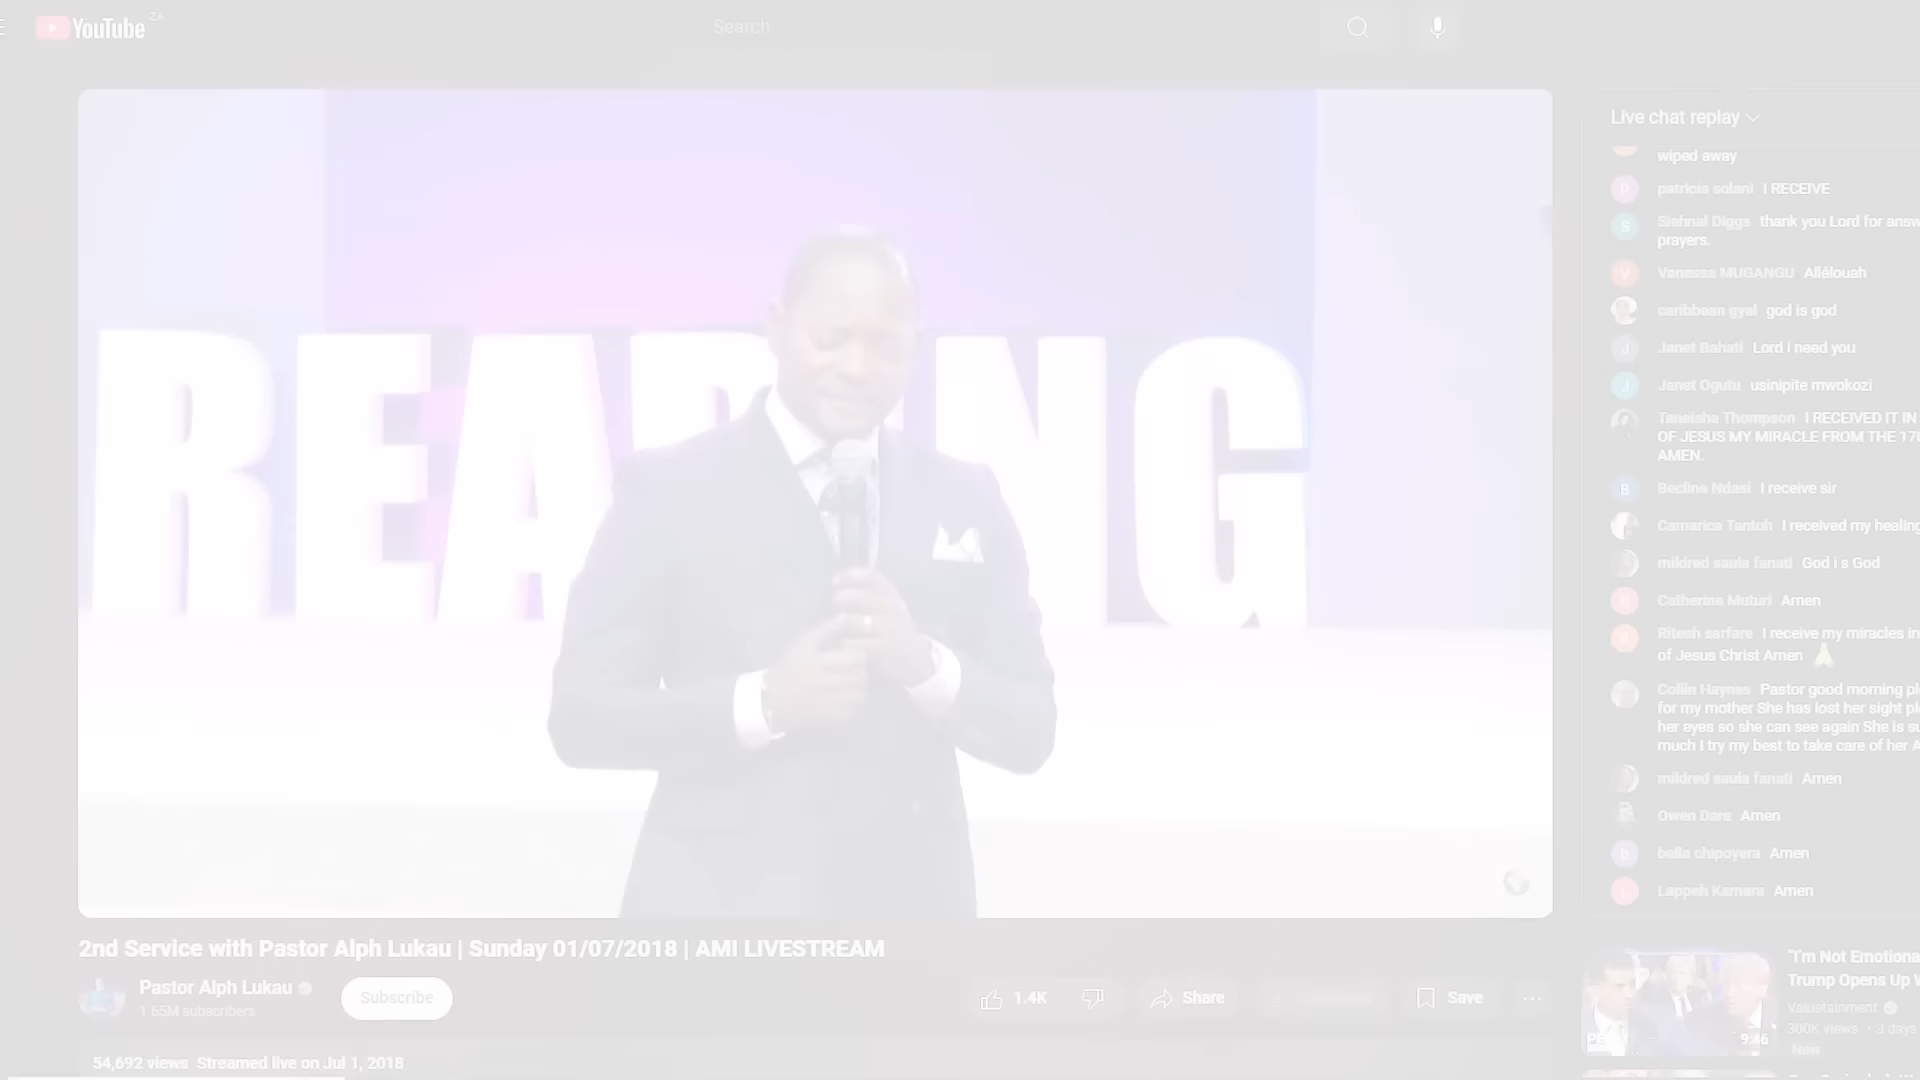 YouTube ZA
Search
READING
Live chat replay
wiped away
patricia solani I RECEIVE
Siahnal Diggs thank you Lord for answ
prayers.
Vanessa MUGANGU Allélouah
caribbean gyal god is god
Janet Bahati Lord i need you
Janet Ogutu usinipite mwokozi
Teneisha Thompson I RECEIVED IT IN
OF JESUS MY MIRACLE FROM THE 170
AMEN.
Becline Ndasi I receive sir
Camarica Tantoh I received my healing
mildred saula fanati God i s God
Catherine Muturi Amen
Ritesh sarfare I receive my miracles in
of Jesus Christ Amen
Collin Haynes Pastor good morning pl
for my mother She has lost her sight pl
her eyes so she can see again She is su
much I try my best to take care of her A
mildred saula fanati Amen
Owen Dars Amen
bella chipoyera Amen
Lappeh Kamara Amen
2nd Service with Pastor Alph Lukau | Sunday 01/07/2018 | AMI LIVESTREAM
Pastor Alph Lukau
1.65M subscribers
Subscribe
1.4K
Share
Save
54,692 views Streamed live on Jul 1, 2018
"I'm Not Emotiona
Trump Opens Up W
Valuetainment
300K views • 3 days
New
9:46